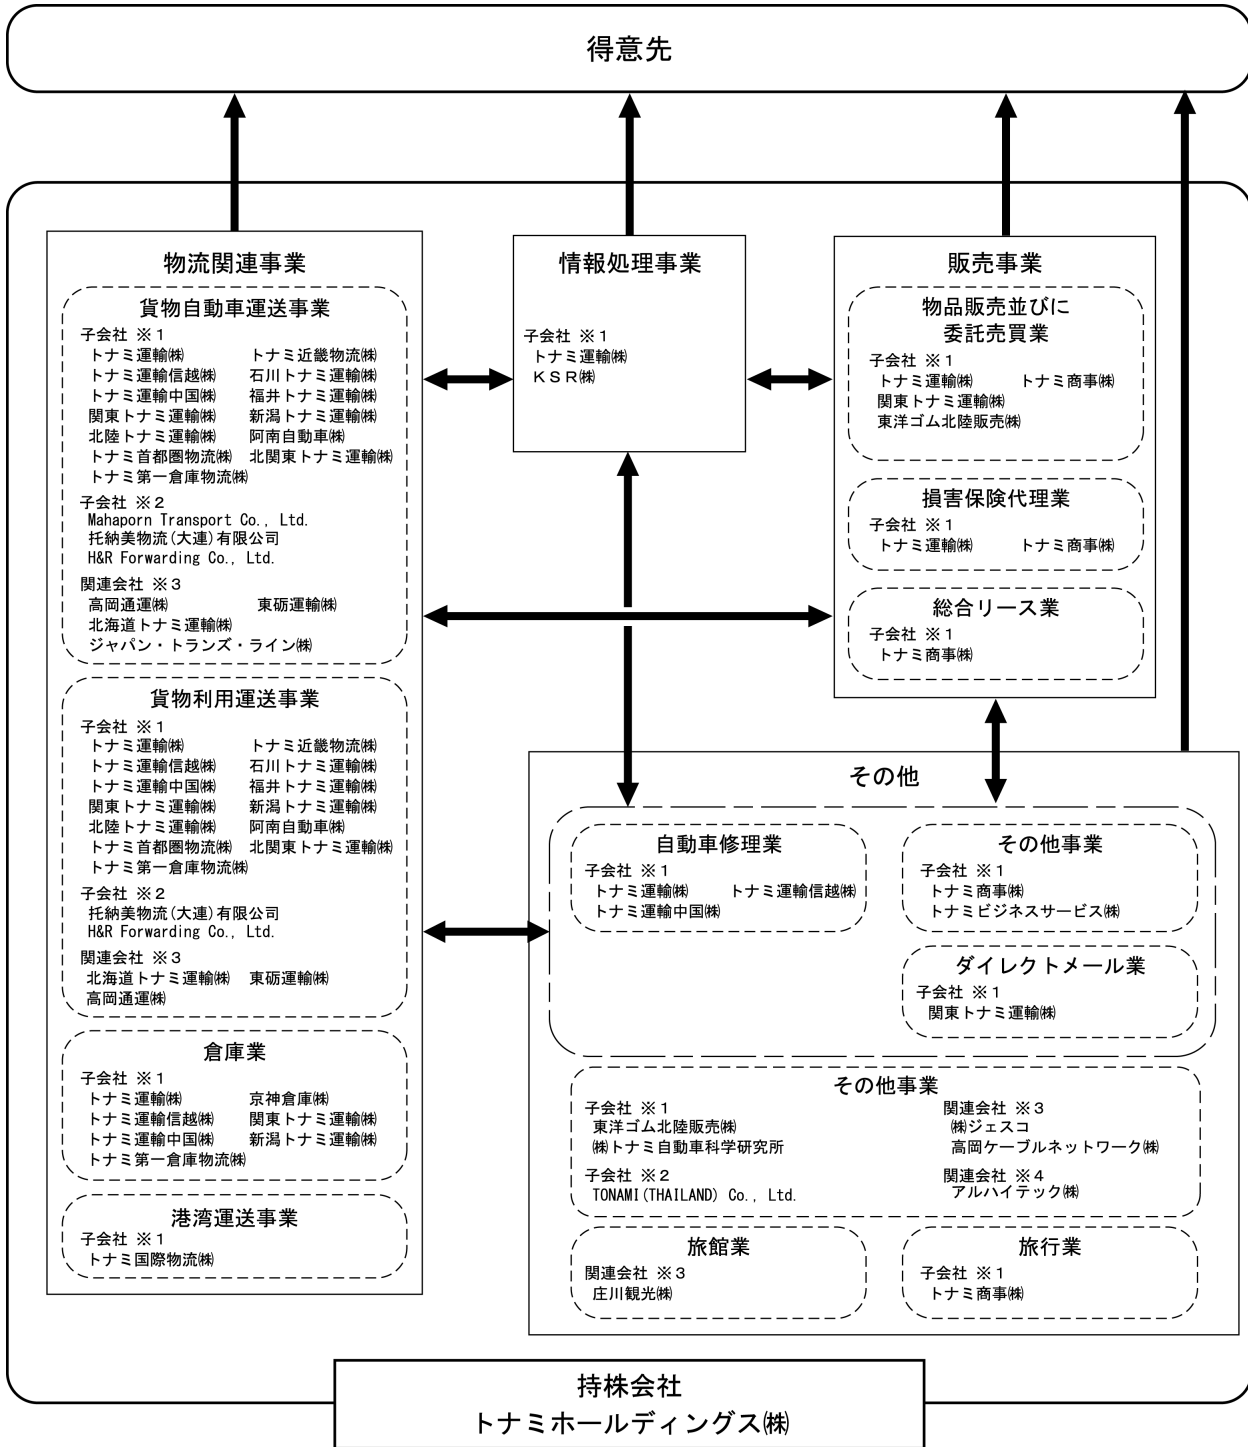 得意先
物流関連事業
貨物自動車運送事業
子会社 ※1
トナミ運輸㈱ トナミ近畿物流㈱
トナミ運輸信越㈱ 石川トナミ運輸㈱
トナミ運輸中国㈱ 福井トナミ運輸㈱
関東トナミ運輸㈱ 新潟トナミ運輸㈱
北陸トナミ運輸㈱ 阿南自動車㈱
トナミ首都圏物流㈱ 北関東トナミ運輸㈱
トナミ第一倉庫物流㈱
子会社 ※2
Mahaporn Transport Co., Ltd.
托納美物流(大連)有限公司
H&R Forwarding Co., Ltd.
関連会社 ※3
高岡通運㈱ 東砺運輸㈱
北海道トナミ運輸㈱
ジャパン・トランズ・ライン㈱
貨物利用運送事業
子会社 ※1
トナミ運輸㈱ トナミ近畿物流㈱
トナミ運輸信越㈱ 石川トナミ運輸㈱
トナミ運輸中国㈱ 福井トナミ運輸㈱
関東トナミ運輸㈱ 新潟トナミ運輸㈱
北陸トナミ運輸㈱ 阿南自動車㈱
トナミ首都圏物流㈱ 北関東トナミ運輸㈱
トナミ第一倉庫物流㈱
子会社 ※2
托納美物流(大連)有限公司
H&R Forwarding Co., Ltd.
関連会社 ※3
北海道トナミ運輸㈱ 東砺運輸㈱
高岡通運㈱
倉庫業
子会社 ※1
トナミ運輸㈱ 京神倉庫㈱
トナミ運輸信越㈱ 関東トナミ運輸㈱
トナミ運輸中国㈱ 新潟トナミ運輸㈱
トナミ第一倉庫物流㈱
港湾運送事業
子会社 ※1
トナミ国際物流㈱
情報処理事業
子会社 ※1
トナミ運輸㈱
KSR㈱
販売事業
物品販売並びに
委託売買業
子会社 ※1
トナミ運輸㈱ トナミ商事㈱
関東トナミ運輸㈱
東洋ゴム北陸販売㈱
損害保険代理業
子会社 ※1
トナミ運輸㈱ トナミ商事㈱
総合リース業
子会社 ※1
トナミ商事㈱
その他
自動車修理業
子会社 ※1
トナミ運輸㈱ トナミ運輸信越㈱
トナミ運輸中国㈱
その他事業
子会社 ※1
トナミ商事㈱
トナミビジネスサービス㈱
ダイレクトメール業
子会社 ※1
関東トナミ運輸㈱
その他事業
子会社 ※1
東洋ゴム北陸販売㈱
㈱トナミ自動車科学研究所
子会社 ※2
TONAMI(THAILAND) Co., Ltd.
関連会社 ※3
㈱ジェスコ
高岡ケーブルネットワーク㈱
関連会社 ※4
アルハイテック㈱
旅館業
関連会社 ※3
庄川観光㈱
旅行業
子会社 ※1
トナミ商事㈱
持株会社
トナミホールディングス㈱